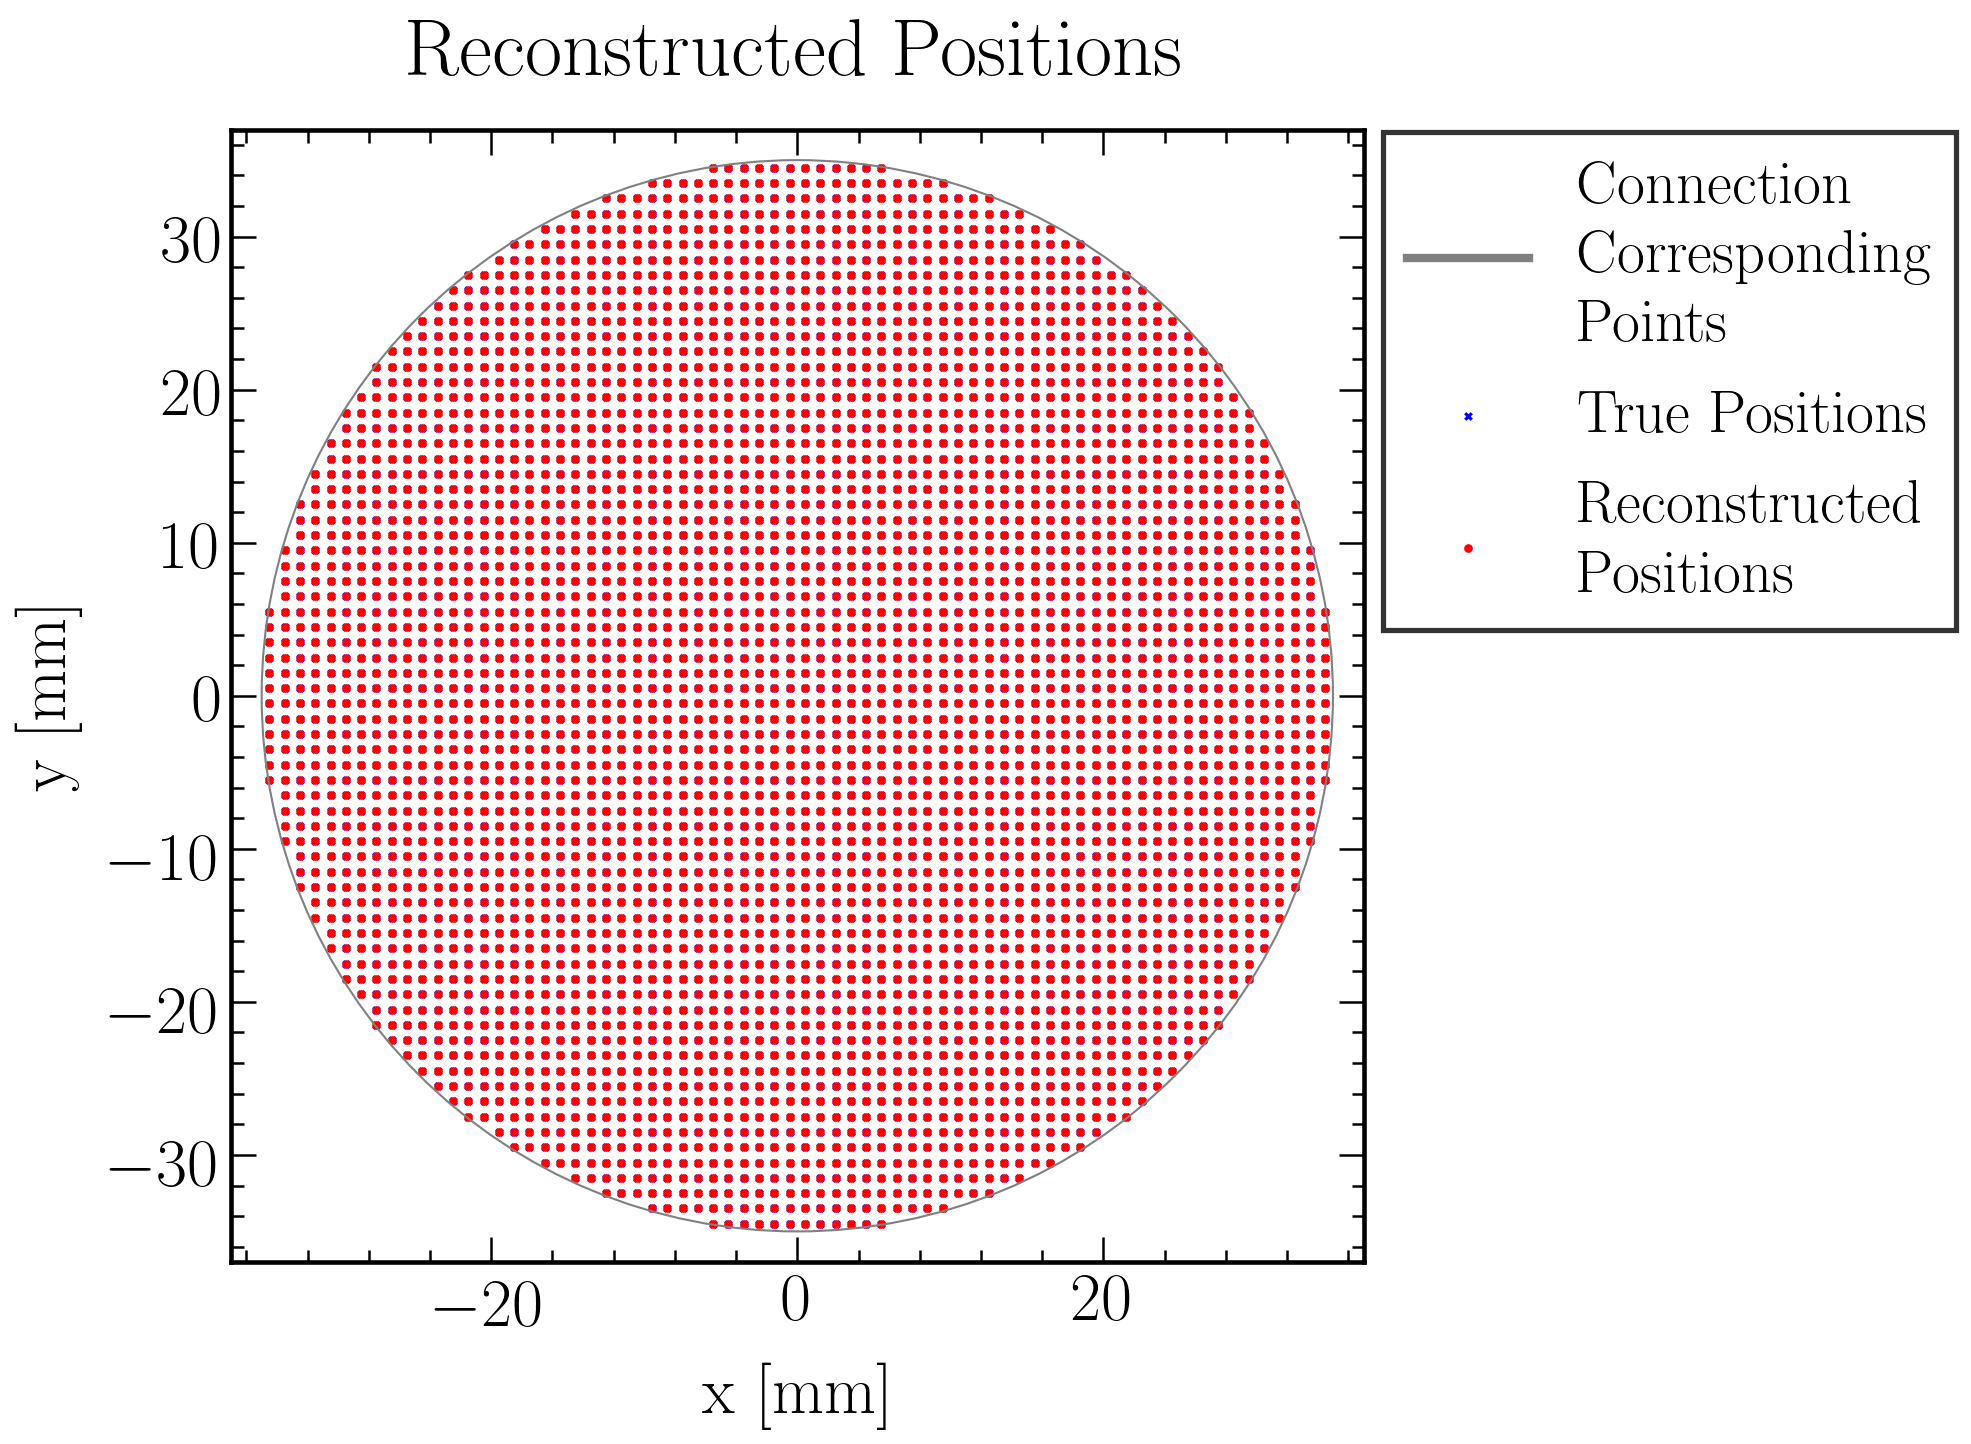 Reconstructed Positions
Connection
Corresponding
Points
True Positions
Reconstructed
Positions
y [mm]
30
20
10
0
−10
−20
−30
−20
0
20
x [mm]